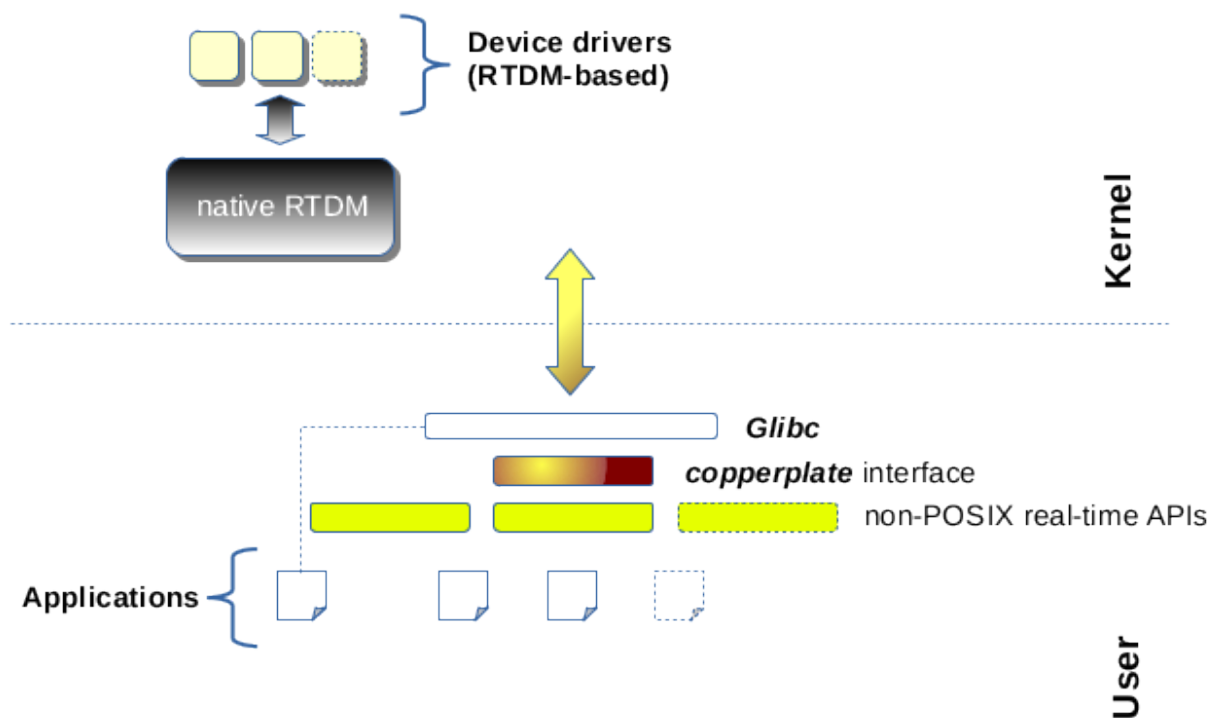 Device drivers
(RTDM-based)
native RTDM
Kernel
Glibc
copperplate interface
non-POSIX real-time APIs
Applications
User